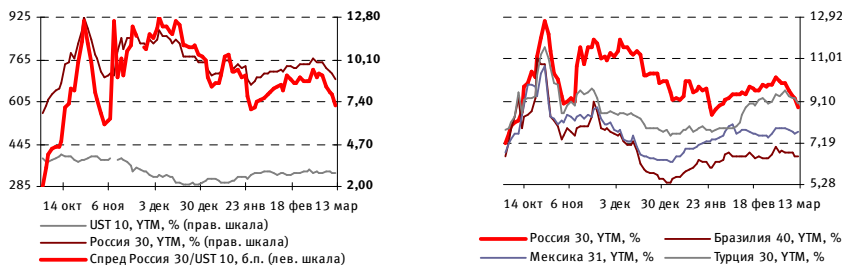 925
765
605
445
285
12,80
10,10
7,40
4,70
2,00
14 окт 6 ноя 3 дек 30 дек 23 янв 18 фев 13 мар
UST 10, YTM, % (прав. шкала)
Россия 30, YTM, % (прав. шкала)
Спред Россия 30/UST 10, б.п. (лев. шкала)
12,92
11,01
9,10
7,19
5,28
14 окт 6 ноя 3 дек 30 дек 23 янв 18 фев 13 мар
Россия 30, YTM, % Бразилия 40, YTM, %
Мексика 31, YTM, % Турция 30, YTM, %